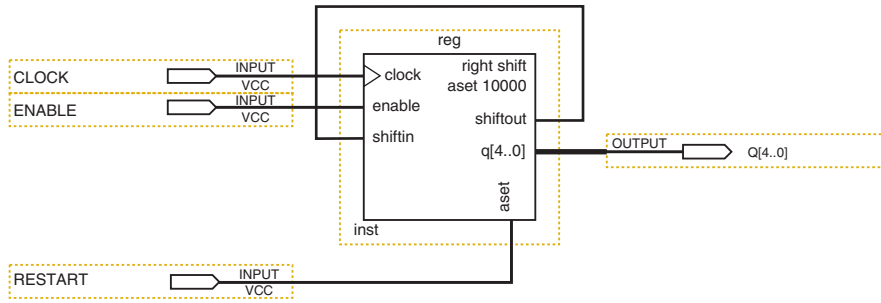 reg
CLOCK
INPUT
VCC
ENABLE
INPUT
VCC
right shift
aset 10000
clock
enable
shiftin
shiftout
q[4..0]
aset
inst
OUTPUT
Q[4..0]
RESTART
INPUT
VCC